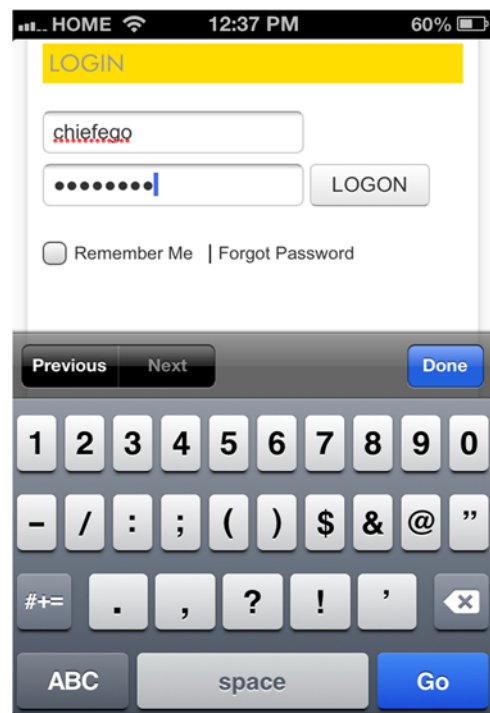 HOME 12:37 PM 60%
LOGIN
chiefego
••••••••
LOGON
Remember Me | Forgot Password
Previous Next Done
1 2 3 4 5 6 7 8 9 0
- / : ; ( ) $ & @ ”
#+= . , ? ! ’
ABC space Go